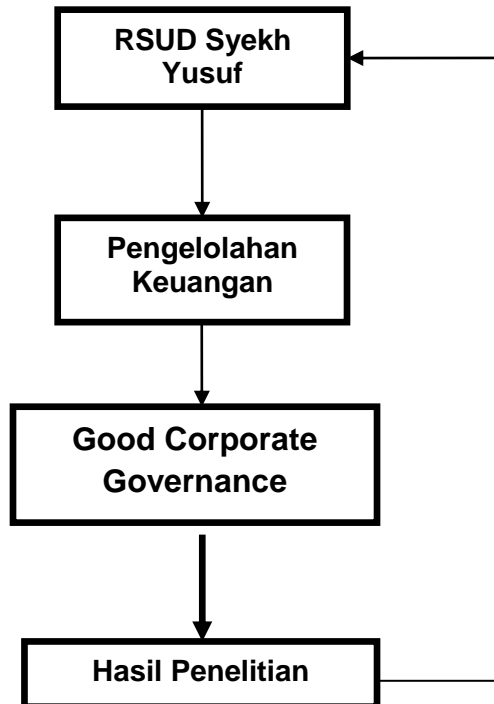 RSUD Syekh
Yusuf
Pengelolahan
Keuangan
Good Corporate
Governance
Hasil Penelitian